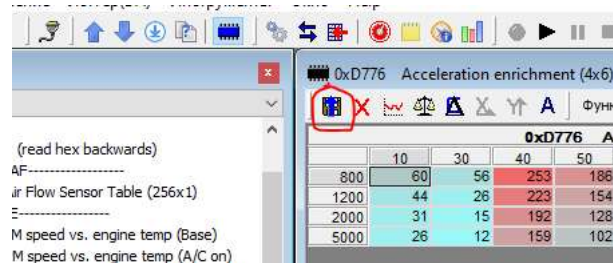 0xD776 Acceleration enrichment (4x6)
A
(read hex backwards)
AF------------------
ir Flow Sensor Table (256x1)
E-----------------
M speed vs. engine temp (Base)
M speed vs. engine temp (A/C on)
0xD776 A
10 30 40 50
800 60 56 253 186
1200 44 26 223 154
2000 31 15 192 128
5000 26 12 159 102